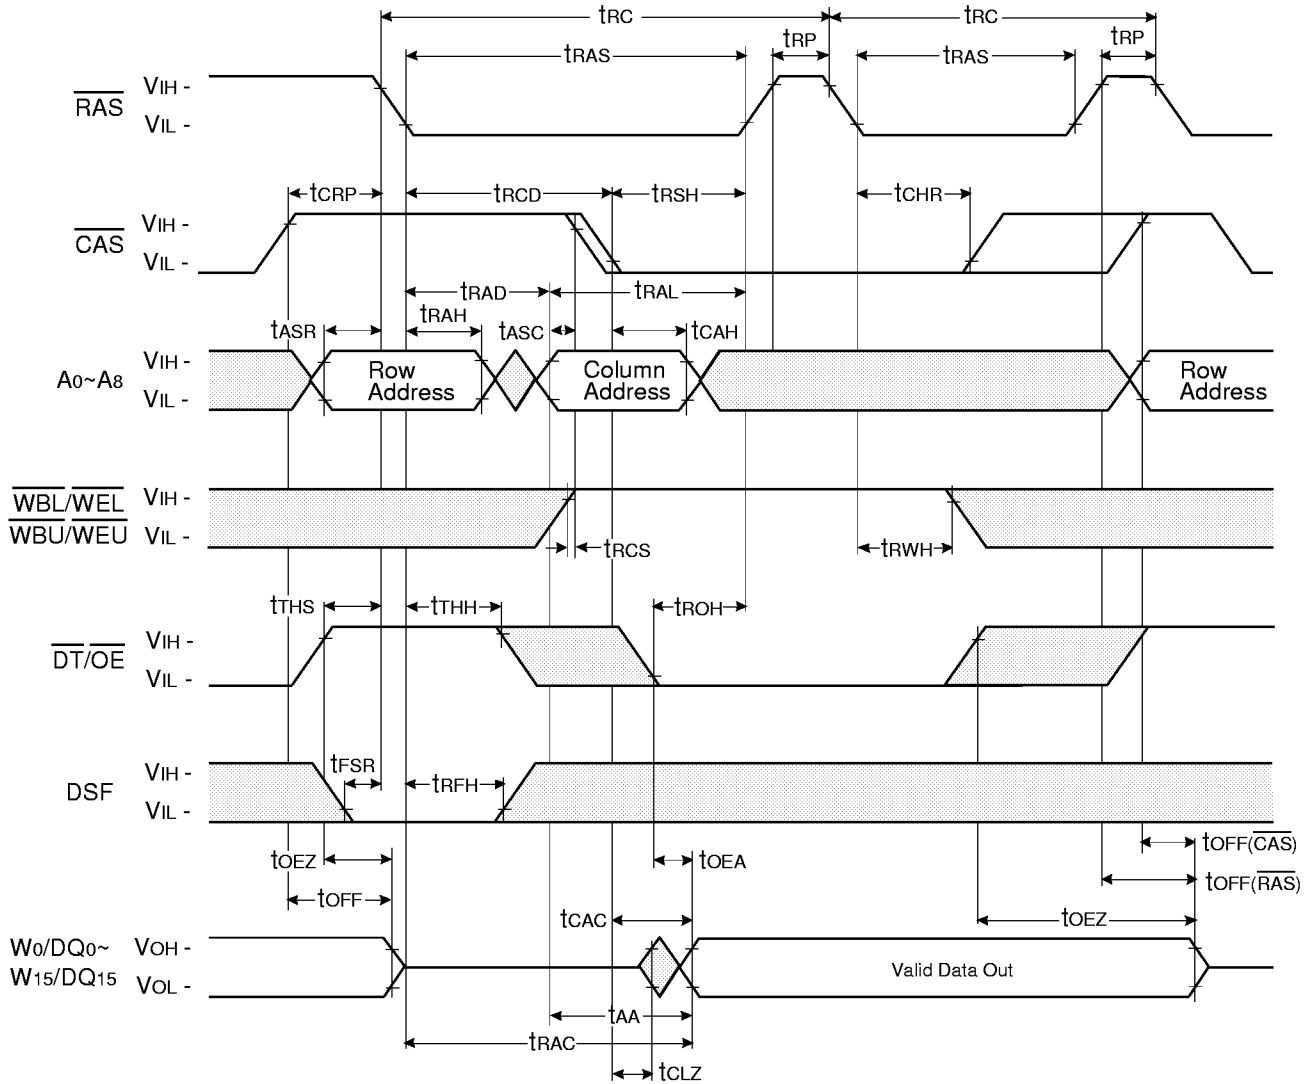 tRC tRC
tRAS tRP tRAS tRP
RAS VIH -
VIL -
tCRP tRCD tRSH tCHR
CAS VIH -
VIL -
tRAD tRAL
tASR tRAH tASC tCAH
A0~A8 VIH -
VIL -
Row Address
Column Address
Row Address
WBL/WEL VIH -
WBU/WEU VIL -
tRCS tRWH
tTHS tTHH tROH
DT/OE VIH -
VIL -
tFSR tRFH
DSF VIH -
VIL -
tOEZ tOEA tOFF(CAS)
tOFF tOFF(RAS)
tCAC tOEZ
W0/DQ0~ VOH -
W15/DQ15 VOL -
Valid Data Out
tAA
tRAC
tCLZ